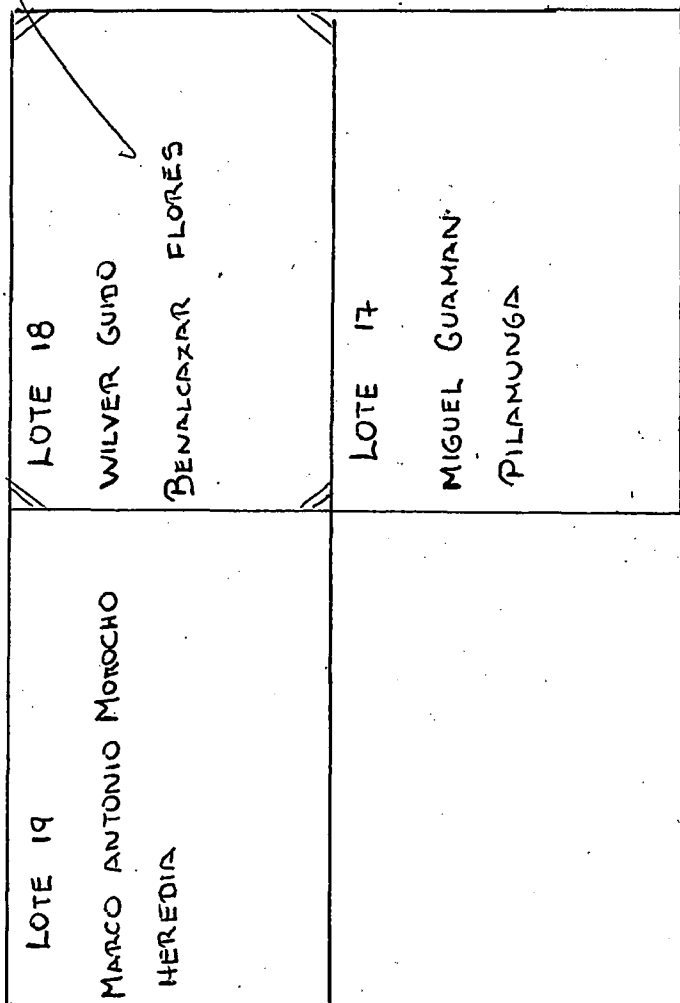 LOTE 19
MARCO ANTONIO MOROCHO
HEREDIA
LOTE 18
WILVER GUIDO
BENALCAZAR FLORES
LOTE 17
MIGUEL GUAMAN
PILAMUNGA